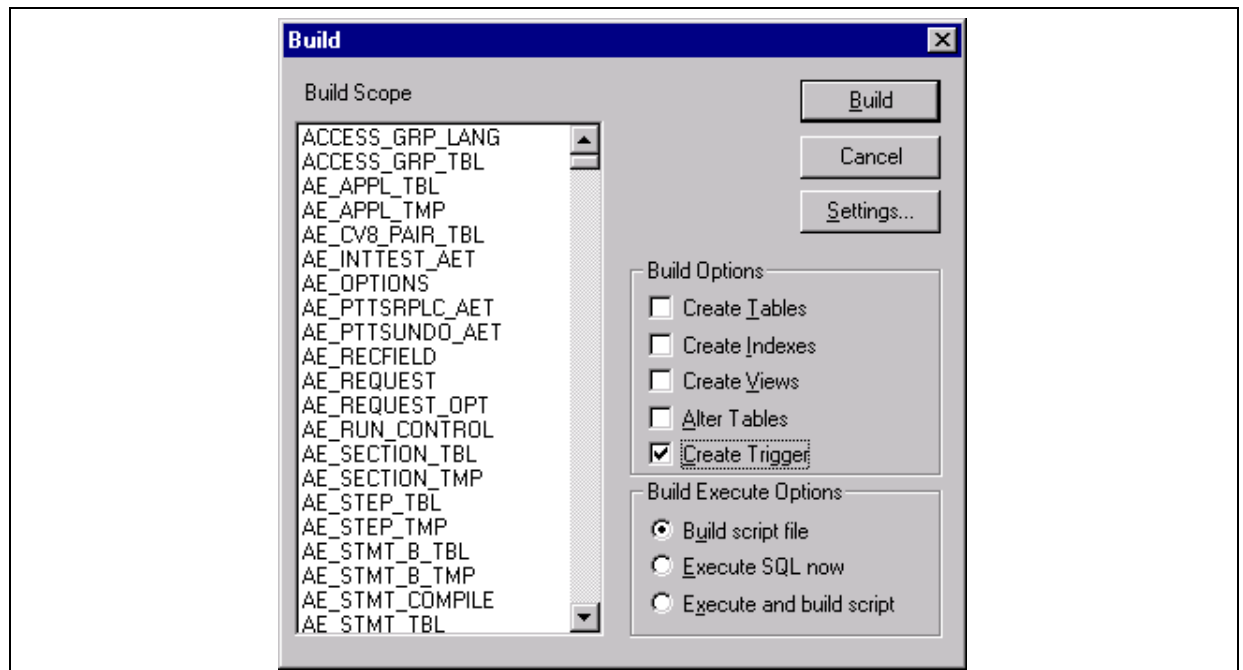 Build
Build Scope
ACCESS_GRP_LANG
ACCESS_GRP_TBL
AE_APPL_TBL
AE_APPL_TMP
AE_CV8_PAIR_TBL
AE_INTTEST_AET
AE_OPTIONS
AE_PTTSRPLC_AET
AE_PTTSUNDO_AET
AE_RECFIELD
AE_REQUEST
AE_REQUEST_OPT
AE_RUN_CONTROL
AE_SECTION_TBL
AE_SECTION_TMP
AE_STEP_TBL
AE_STEP_TMP
AE_STMT_B_TBL
AE_STMT_B_TMP
AE_STMT_COMPILE
AE_STMT_TBL
Build
Cancel
Settings...
Build Options
Create Tables
Create Indexes
Create Views
Alter Tables
Create Trigger
Build Execute Options
Build script file
Execute SQL now
Execute and build script